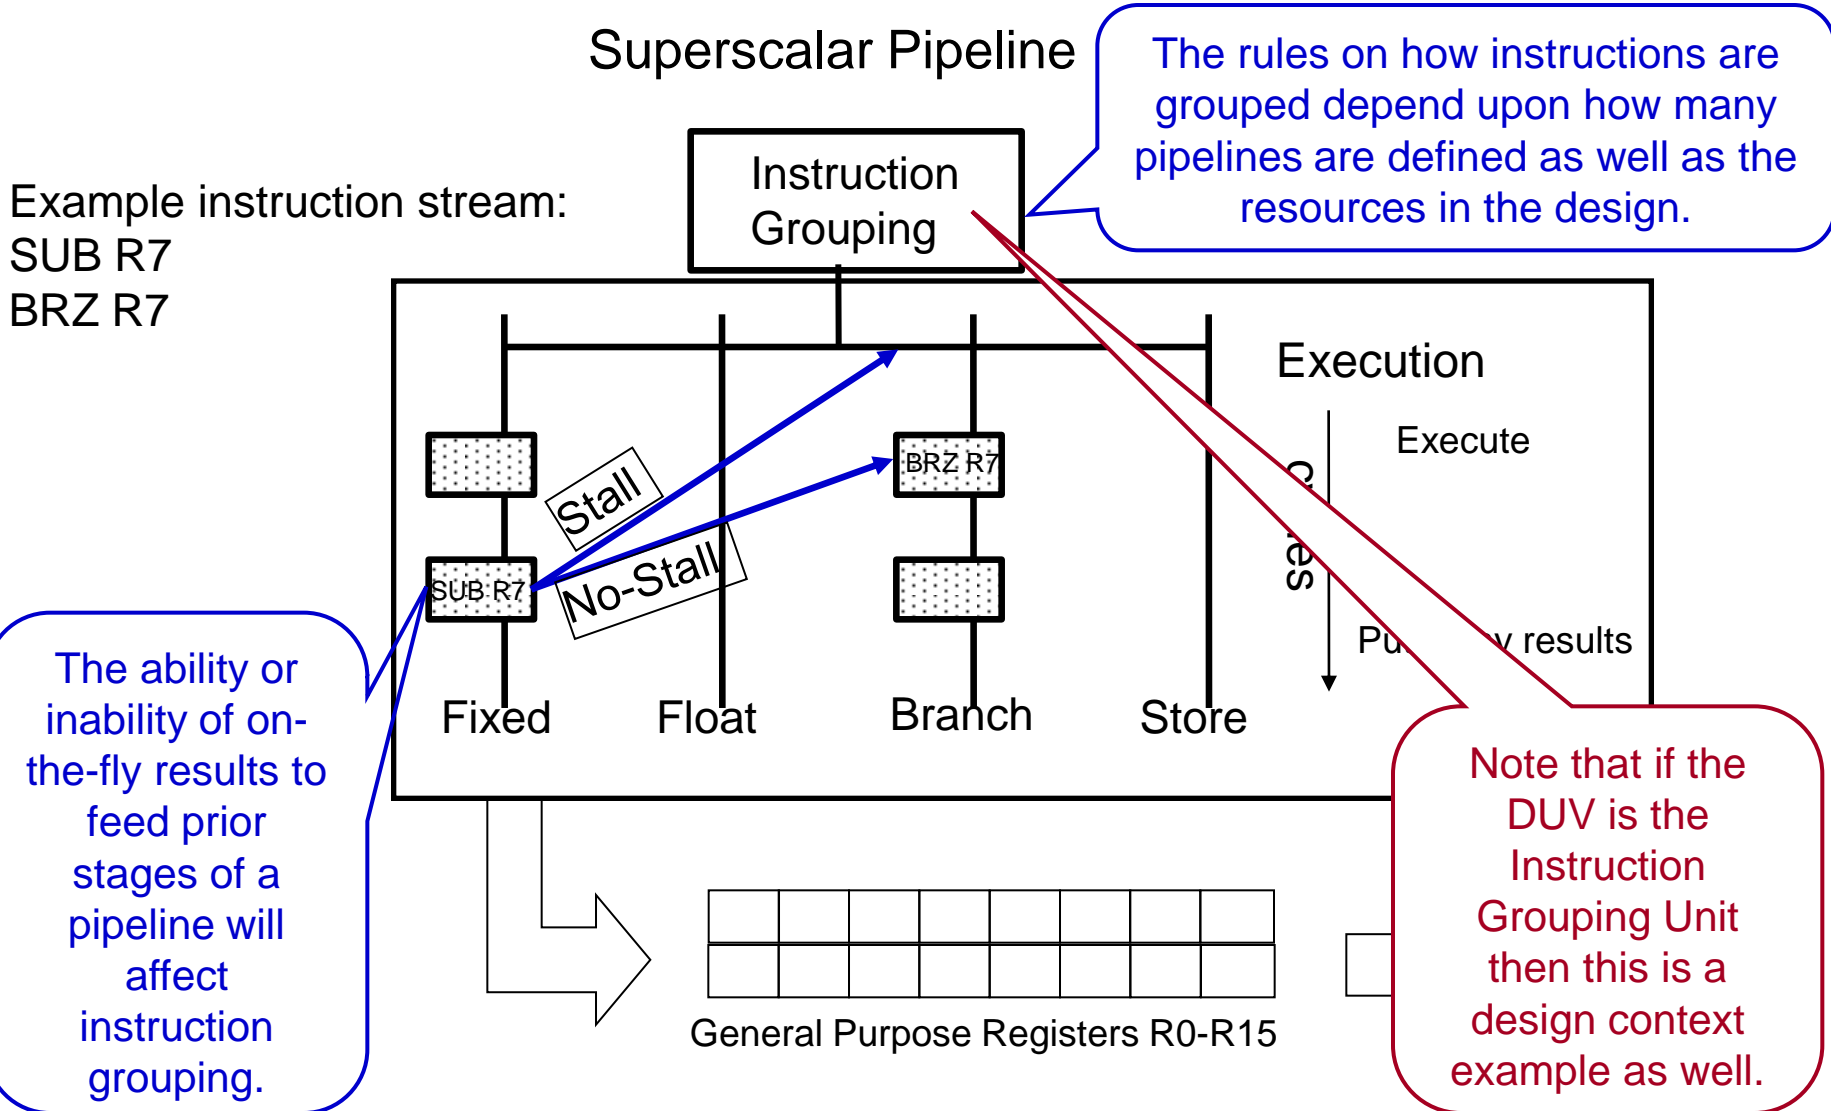 Superscalar Pipeline
The rules on how instructions are
grouped depend upon how many
pipelines are defined as well as the
resources in the design.
Instruction
Grouping
Example instruction stream:
SUB R7
BRZ R7
Execution
Execute
Stall
BRZ R7
No-Stall
SUB R7
results
Fixed
Float
Branch
Store
The ability or
inability of on-
the-fly results to
feed prior
stages of a
pipeline will
affect
instruction
grouping.
Note that if the
DUV is the
Instruction
Grouping Unit
then this is a
design context
example as well.
General Purpose Registers R0-R15